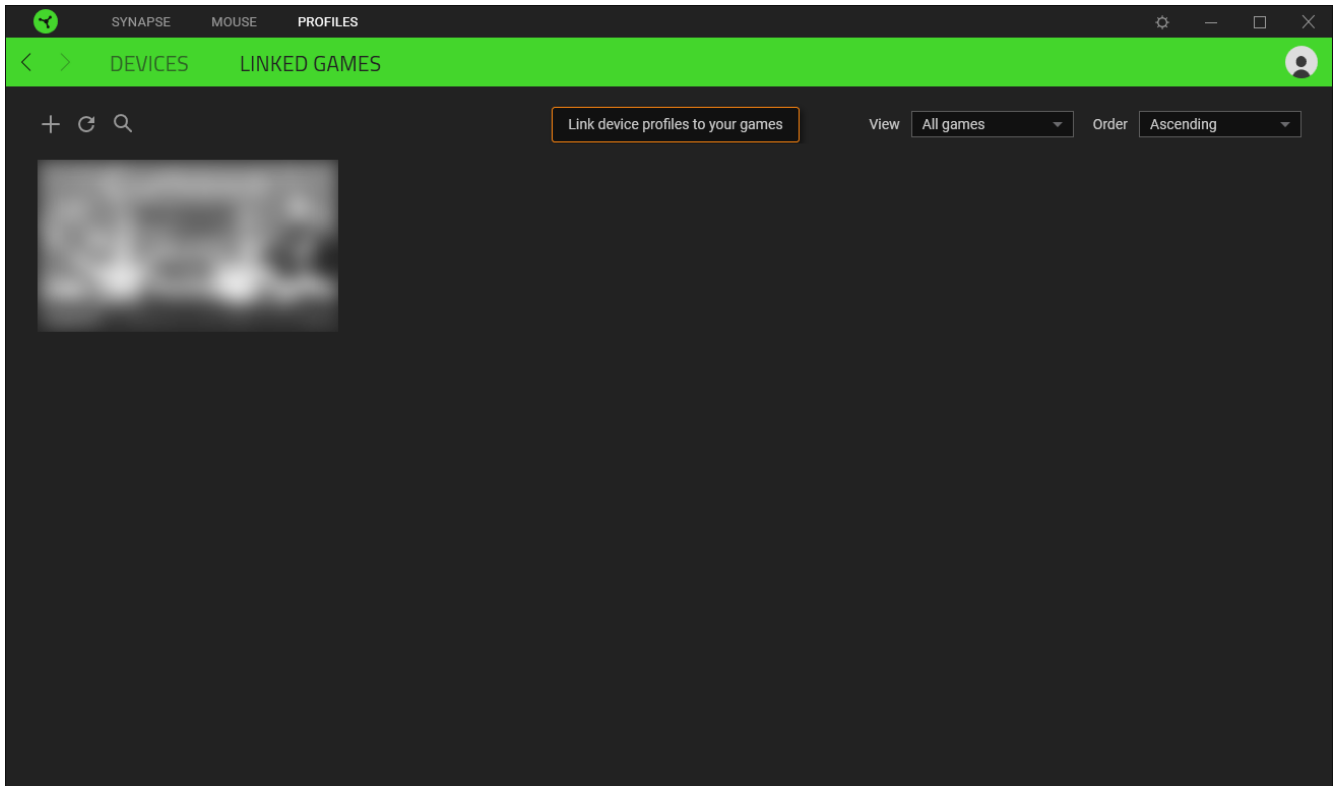 SYNAPSE MOUSE PROFILES
DEVICES LINKED GAMES
Link device profiles to your games View All games Order Ascending